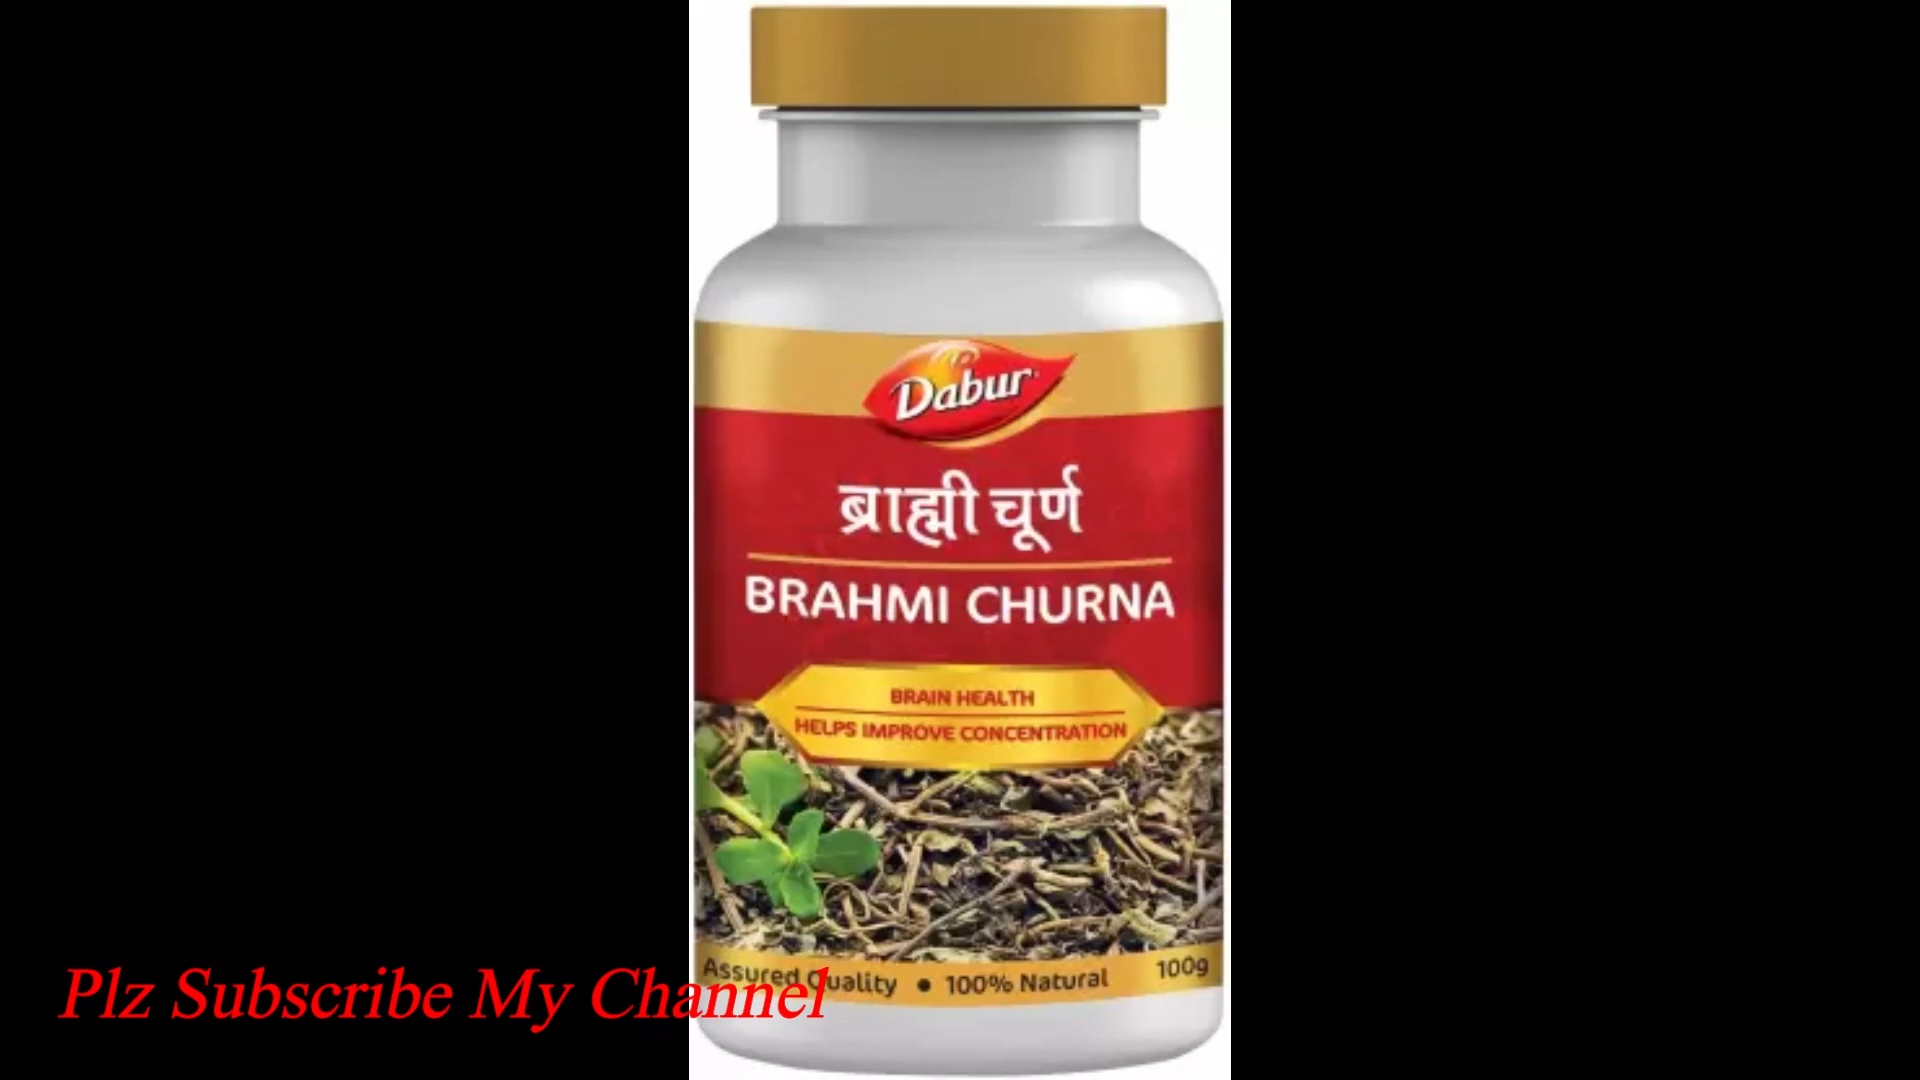 Dabur
ब्राह्मी चूर्ण
BRAHMI CHURNA
BRAIN HEALTH
HELPS IMPROVE CONCENTRATION
Assured Quality • 100% Natural 100g
Plz Subscribe My Channel